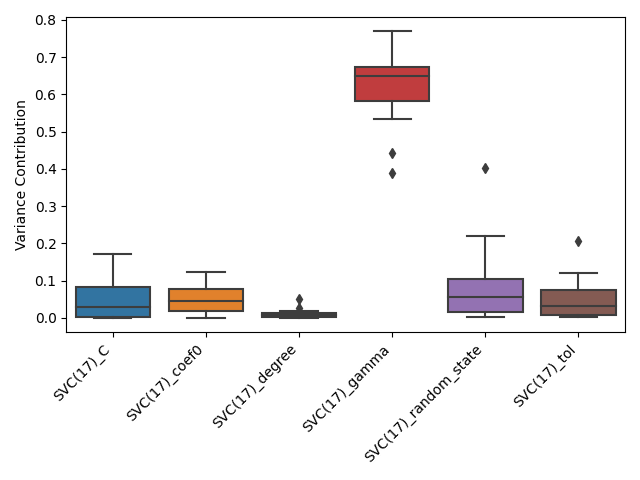 0.8
0.7
0.6
0.5
0.4
0.3
0.2
0.1
0.0
Variance Contribution
SVC(17)_C
SVC(17)_coef0
SVC(17)_degree
SVC(17)_gamma
SVC(17)_random_state
SVC(17)_tol